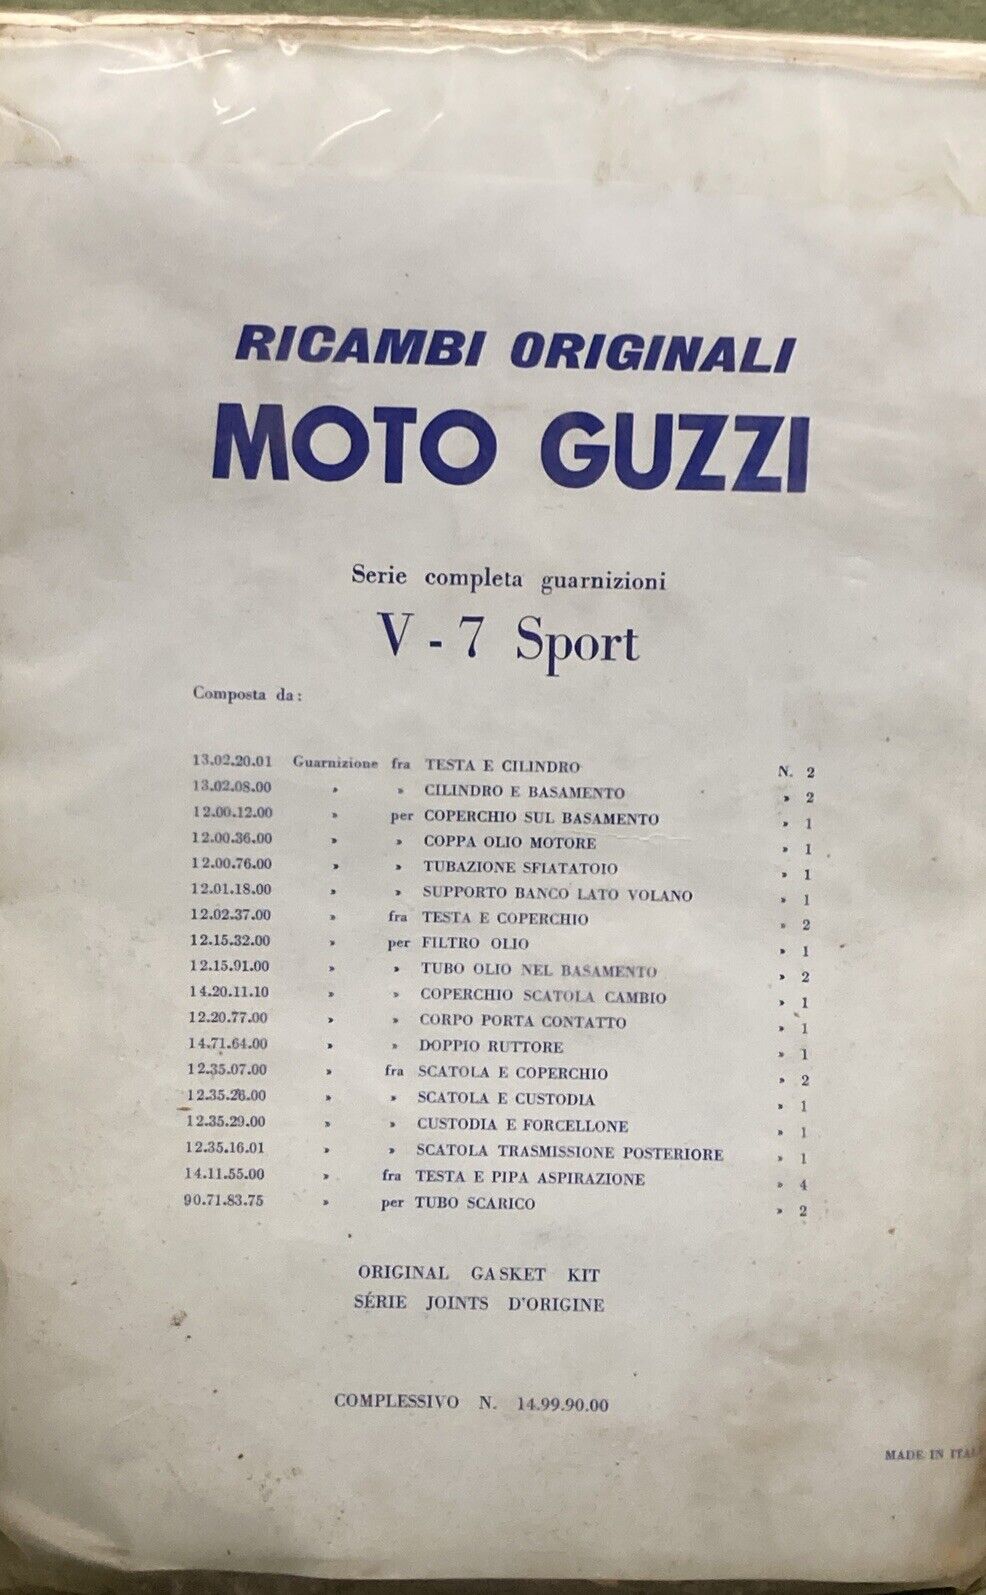 RICAMBI ORIGINALI
MOTO GUZZI
Serie completa guarnizioni
V - 7 Sport
Composta da :
13.02.20.01 Guarnizione fra TESTA E CILINDRO N. 2
13.02.08.00 » » CILINDRO E BASAMENTO » 2
12.00.12.00 » per COPERCHIO SUL BASAMENTO » 1
12.00.36.00 » » COPPA OLIO MOTORE » 1
12.00.76.00 » » TUBAZIONE SFIATATOIO » 1
12.01.18.00 » » SUPPORTO BANCO LATO VOLANO » 1
12.02.37.00 » fra TESTA E COPERCHIO » 2
12.15.32.00 » per FILTRO OLIO » 1
12.15.91.00 » » TUBO OLIO NEL BASAMENTO » 2
14.20.11.10 » » COPERCHIO SCATOLA CAMBIO » 1
12.20.77.00 » » CORPO PORTA CONTATTO » 1
14.71.64.00 » » DOPPIO RUTTORE » 1
12.35.07.00 » fra SCATOLA E COPERCHIO » 2
12.35.26.00 » » SCATOLA E CUSTODIA » 1
12.35.29.00 » » CUSTODIA E FORCELLONE » 1
12.35.16.01 » » SCATOLA TRASMISSIONE POSTERIORE » 1
14.11.55.00 » fra TESTA E PIPA ASPIRAZIONE » 4
90.71.83.75 » per TUBO SCARICO » 2
ORIGINAL GASKET KIT
SÉRIE JOINTS D'ORIGINE
COMPLESSIVO N. 14.99.90.00
MADE IN ITAL